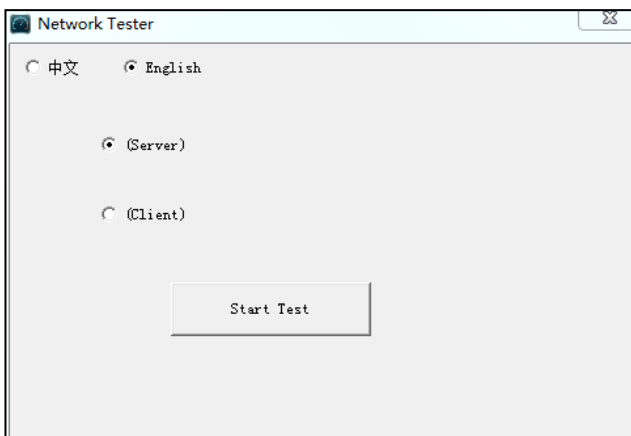 Network Tester
中文 English
(Server)
(Client)
Start Test